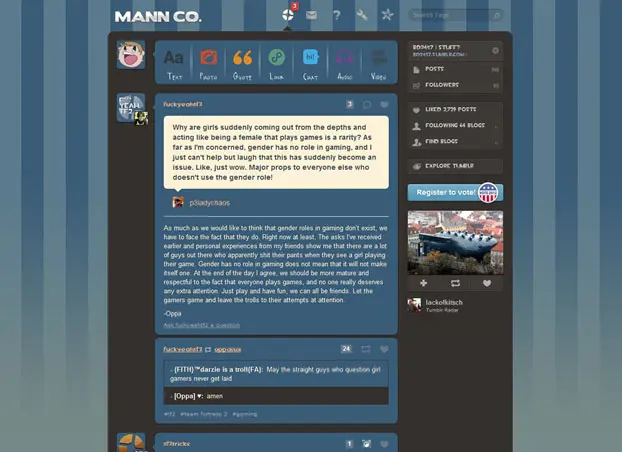 MANN CO.
3
Search Tags
Text Photo Quote Link Chat Audio Video
hi!
POSTS
FOLLOWERS
LIKED 2,739 POSTS
FOLLOWING 44 BLOGS
FIND BLOGS
EXPLORE TUMBLR
Register to vote!
lackofkitsch
Tumblr Radar
fuckyeahtf2
3
Why are girls suddenly coming out from the depths and
acting like being a female that plays games is a rarity? As
far as I'm concerned, gender has no role in gaming, and I
just can't help but laugh that this has suddenly become an
issue. Like, just wow. Major props to everyone else who
doesn't use the gender role!
p3iadychaos
As much as we would like to think that gender roles in gaming don't exist, we
have to face the fact that they do. Right now at least. The asks I've received
earlier and personal experiences from my friends show me that there are a lot
of guys out there who apparently shit their pants when they see a girl playing
their game. Gender has no role in gaming does not mean that it will not make
itself one. At the end of the day I agree, we should be more mature and
respectful to the fact that everyone plays games, and no one really deserves
any extra attention. Just play and have fun, we can all be friends. Let the
gamers game and leave the trolls to their attempts at attention.
-Oppa
Ask fuckyeahtf2 a question
fuckyeahtf2 oppasux
24
- {FITH}™darzie is a troll(FA): May the straight guys who question girl
gamers never get laid
- [Oppa] ♥: amen
#tf2 #team fortress 2 #gaming
1